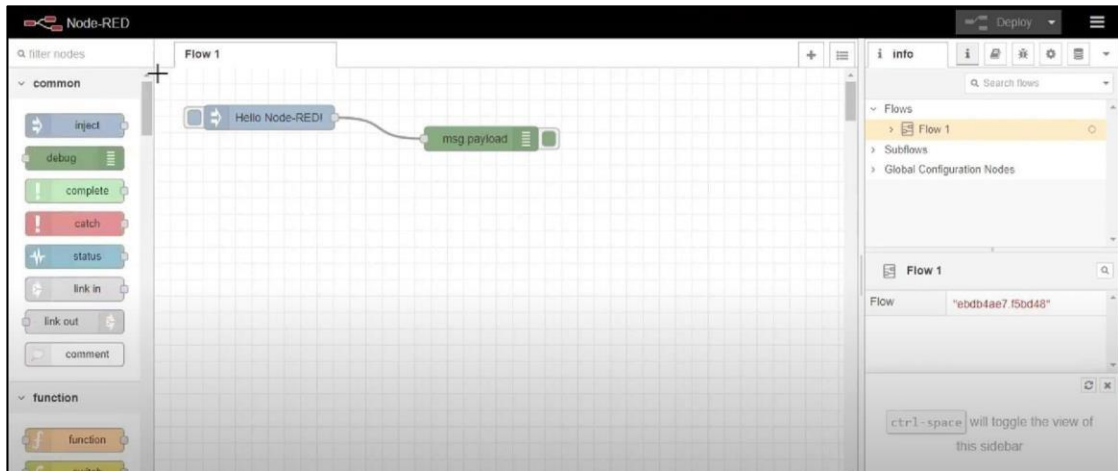 Node-RED
Deploy
filter nodes
Flow 1
i info
common
Search flows
inject
Hello Node-RED!
Flows
Flow 1
debug
msg.payload
Subflows
Global Configuration Nodes
complete
catch
status
link in
Flow 1
link out
Flow
"ebdb4ae7.f5bd48"
comment
function
ctrl-space will toggle the view of
this sidebar
function
switch